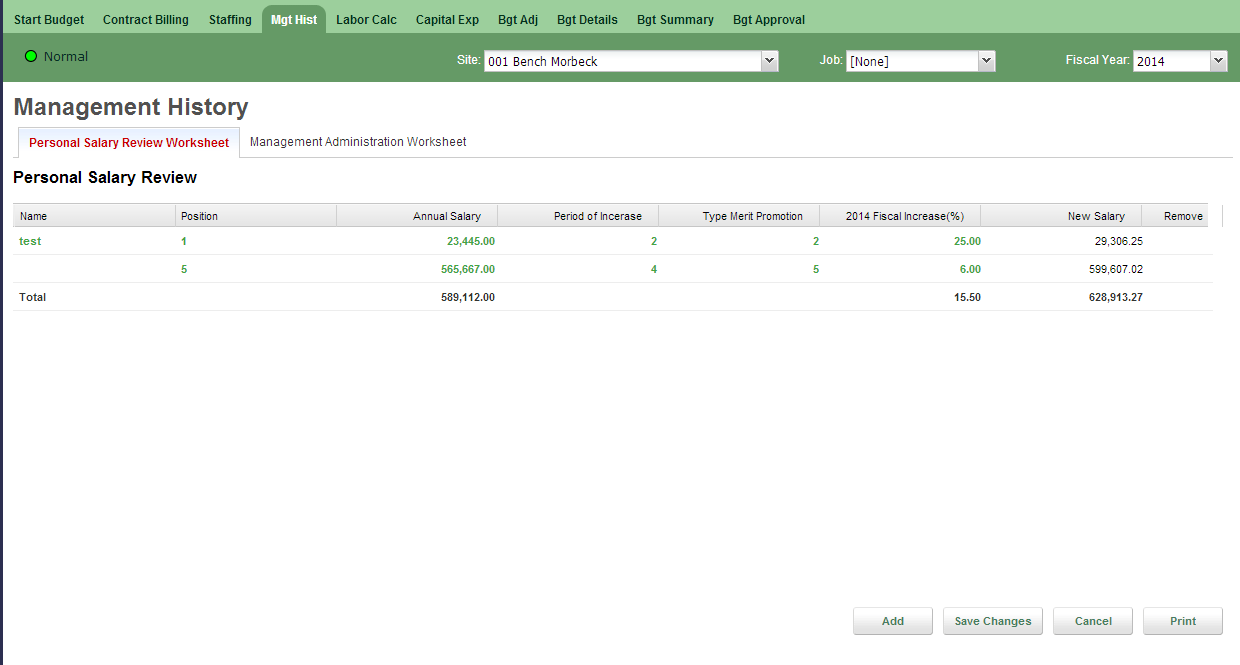 Start Budget Contract Billing Staffing Mgt Hist Labor Calc Capital Exp Bgt Adj Bgt Details Bgt Summary Bgt Approval
Normal Site: 001 Bench Morbeck Job: [None] Fiscal Year: 2014
Management History
Personal Salary Review Worksheet Management Administration Worksheet
Personal Salary Review
Name Position Annual Salary Period of Incerase Type Merit Promotion 2014 Fiscal Increase(%) New Salary Remove
test 1 23,445.00 2 2 25.00 29,306.25
5 565,667.00 4 5 6.00 599,607.02
Total 589,112.00 15.50 628,913.27
Add Save Changes Cancel Print